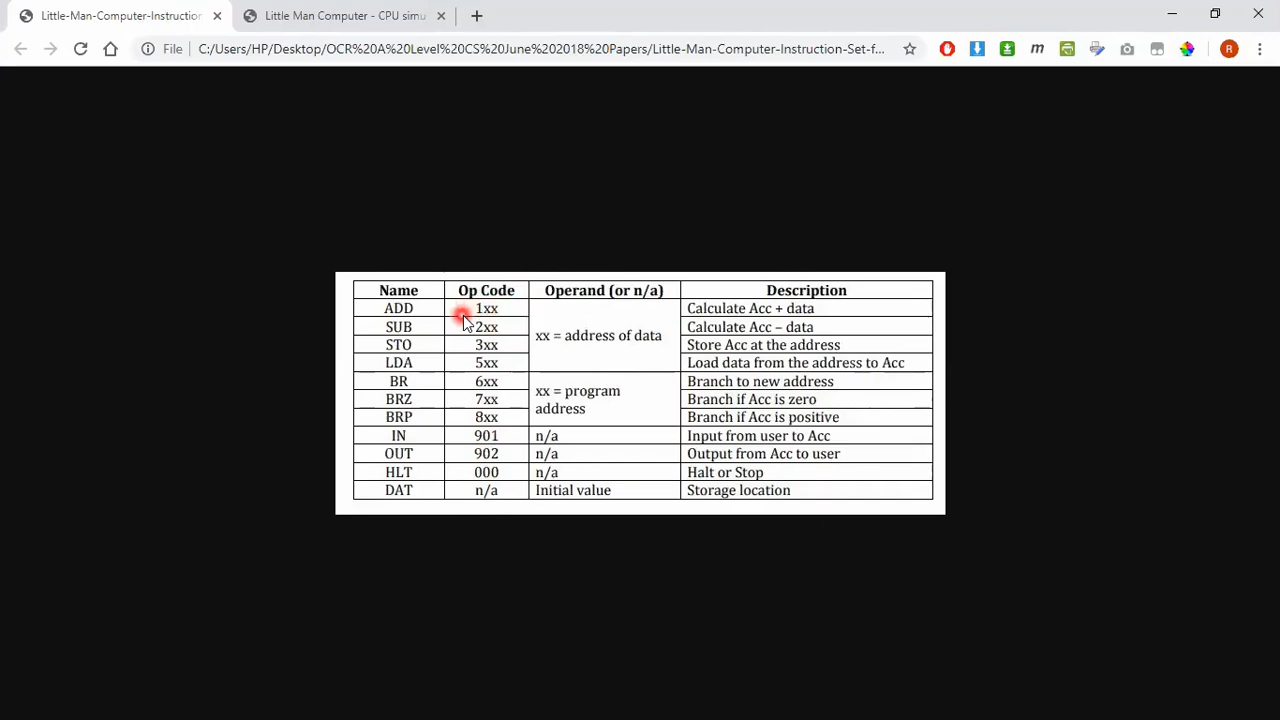 Little-Man-Computer-Instruction
Little Man Computer - CPU simu
File
C:/Users/HP/Desktop/OCR%20A%20Level%20CS%20June%202018%20Papers/Little-Man-Computer-Instruction-Set-f...
m
R
Name Op Code Operand (or n/a) Description
ADD 1xx xx = address of data Calculate Acc + data
SUB 2xx Calculate Acc – data
STO 3xx Store Acc at the address
LDA 5xx Load data from the address to Acc
BR 6xx xx = program address Branch to new address
BRZ 7xx Branch if Acc is zero
BRP 8xx Branch if Acc is positive
IN 901 n/a Input from user to Acc
OUT 902 n/a Output from Acc to user
HLT 000 n/a Halt or Stop
DAT n/a Initial value Storage location